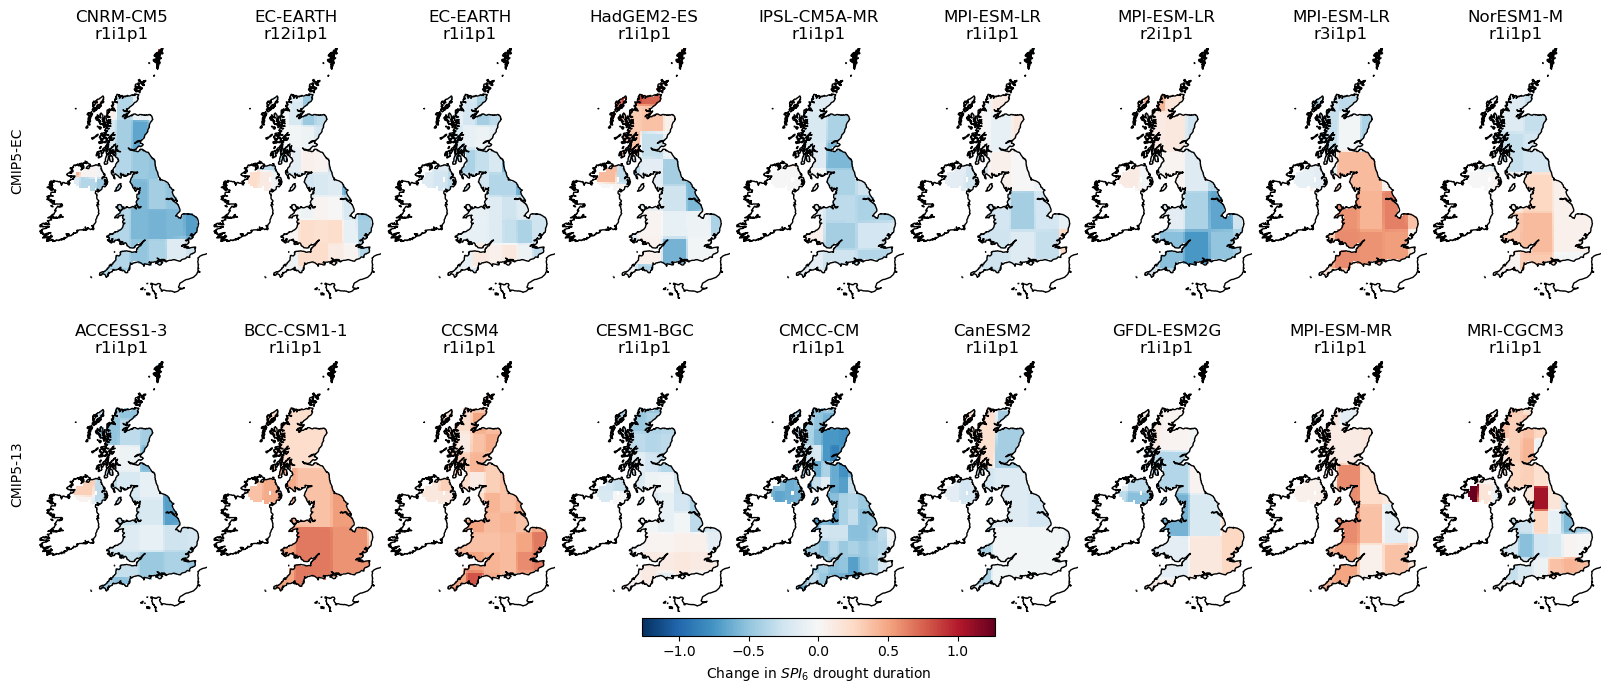 CNRM-CM5 EC-EARTH EC-EARTH HadGEM2-ES IPSL-CM5A-MR MPI-ESM-LR MPI-ESM-LR MPI-ESM-LR NorESM1-M
r1i1p1 r12i1p1 r1i1p1 r1i1p1 r1i1p1 r1i1p1 r2i1p1 r3i1p1 r1i1p1
CMIP5-EC
ACCESS1-3 BCC-CSM1-1 CCSM4 CESM1-BGC CMCC-CM CanESM2 GFDL-ESM2G MPI-ESM-MR MRI-CGCM3
r1i1p1 r1i1p1 r1i1p1 r1i1p1 r1i1p1 r1i1p1 r1i1p1 r1i1p1 r1i1p1
CMIP5-13
−1.0 −0.5 0.0 0.5 1.0
Change in SPI₆ drought duration